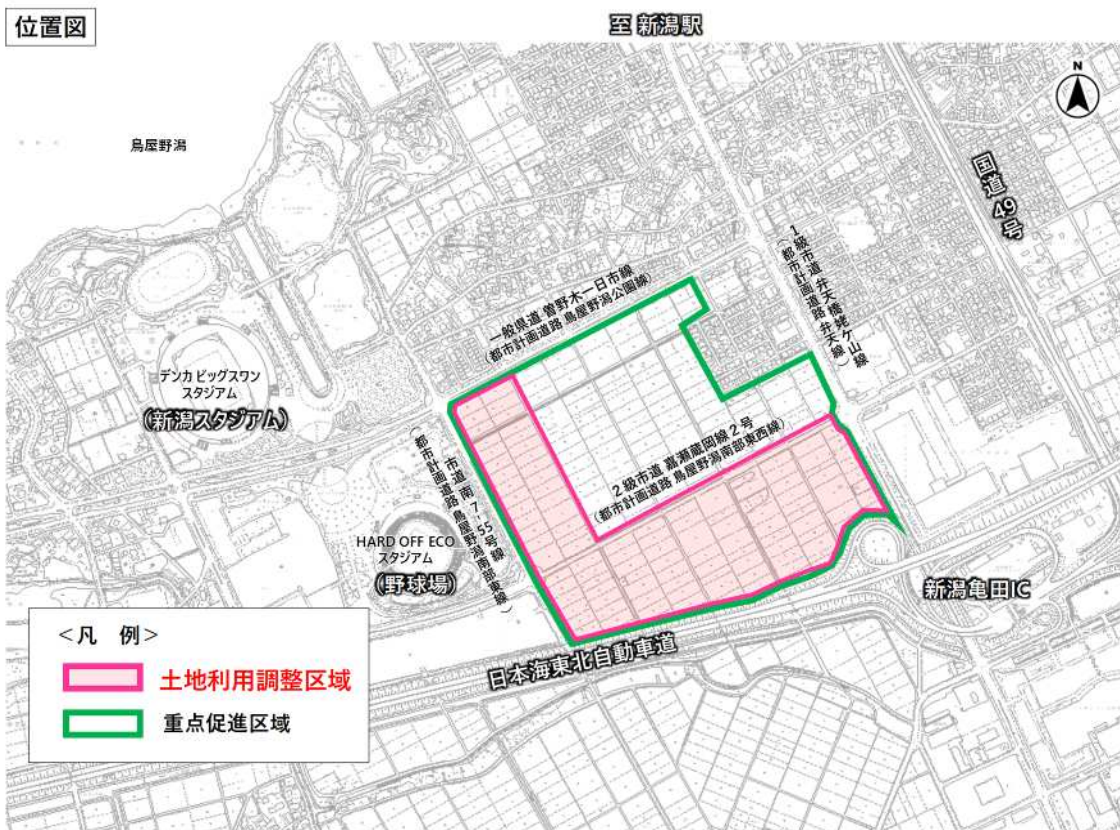 位置図
至 新潟駅
N
鳥屋野潟
国道49号
1級市道 弁天橋姥ケ山線
(都市計画道路 弁天線)
一般県道 曽野木一日市線
(都市計画道路 鳥屋野潟公園線)
デンカ ビッグスワン
スタジアム
(新潟スタジアム)
2級市道 嘉瀬蔵岡線2号
(都市計画道路 鳥屋野潟南部東西線)
市道南7-55号線
(都市計画道路 鳥屋野潟南部東線)
HARD OFF ECO
スタジアム
(野球場)
新潟亀田IC
日本海東北自動車道
<凡 例>
土地利用調整区域
重点促進区域